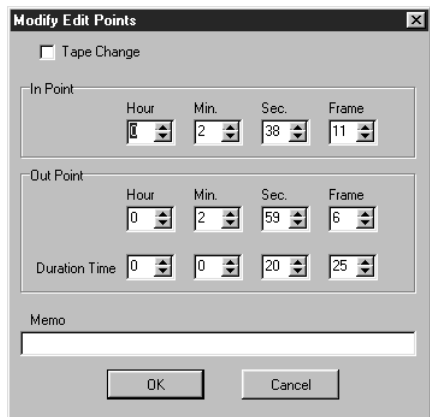 Modify Edit Points
Tape Change
In Point
Hour Min. Sec. Frame
0 2 38 11
Out Point
Hour Min. Sec. Frame
0 2 59 6
Duration Time 0 0 20 25
Memo
OK Cancel